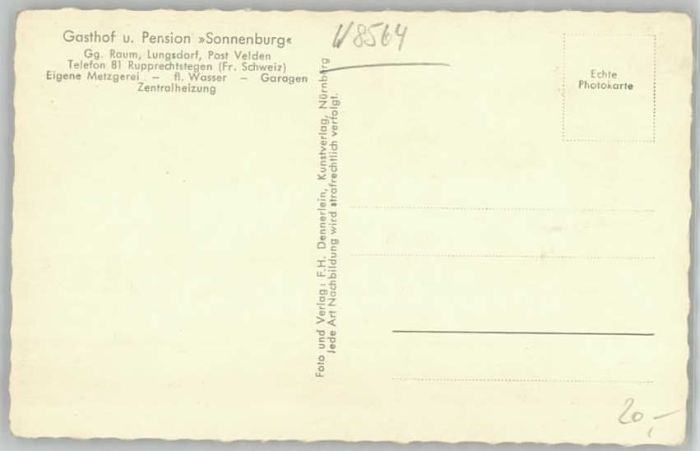 Gasthof u. Pension »Sonnenburg«
Gg. Raum, Lungsdorf, Post Velden
Telefon 81 Rupprechtstegen (Fr. Schweiz)
Eigene Metzgerei – fl. Wasser – Garagen
Zentralheizung
W8564
Echte
Photokarte
Foto und Verlag: F.H. Dennerlein, Kunstverlag, Nürnberg
Jede Art Nachbildung wird strafrechtlich verfolgt.
20,-